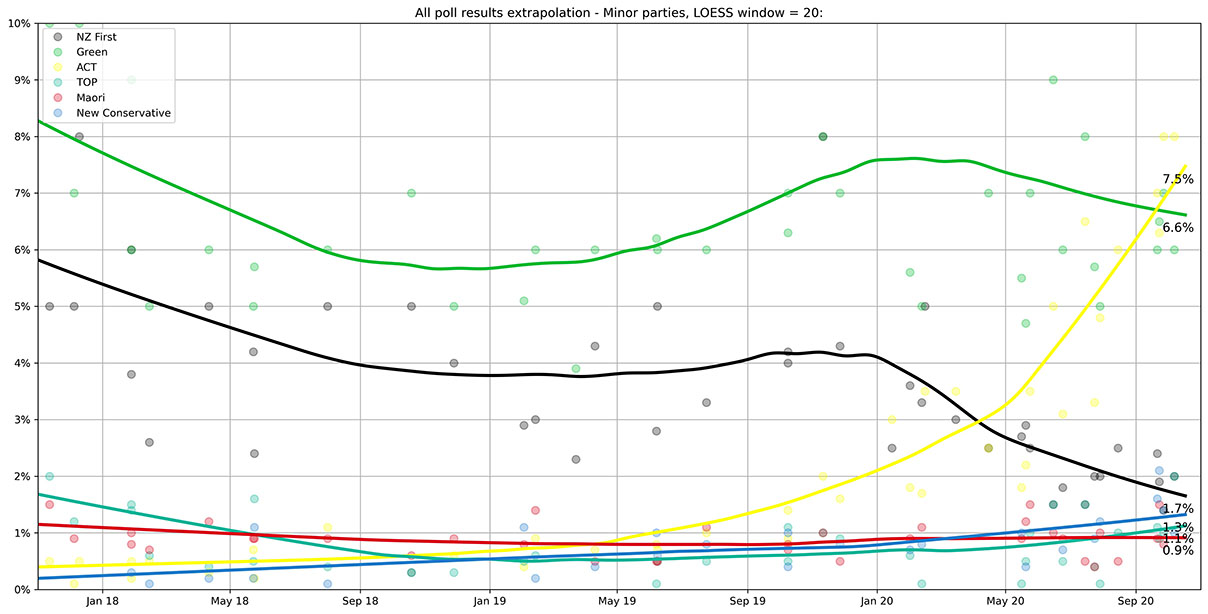 All poll results extrapolation - Minor parties, LOESS window = 20:
10%
9%
8%
7%
6%
5%
4%
3%
2%
1%
0%
NZ First
Green
ACT
TOP
Maori
New Conservative
7.5%
6.6%
1.7%
1.3%
1.1%
0.9%
Jan 18
May 18
Sep 18
Jan 19
May 19
Sep 19
Jan 20
May 20
Sep 20